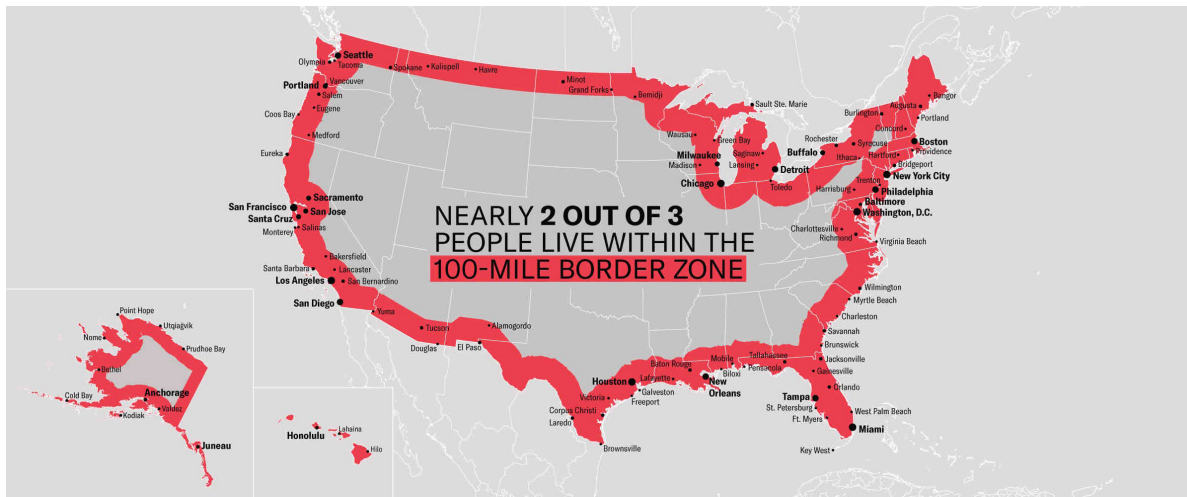 NEARLY 2 OUT OF 3
PEOPLE LIVE WITHIN THE
100-MILE BORDER ZONE
Seattle
Olympia
Tacoma
Spokane
Kalispell
Havre
Minot
Grand Forks
Bemidji
Sault Ste. Marie
Portland
Vancouver
Salem
Eugene
Coos Bay
Medford
Eureka
Sacramento
San Francisco
San Jose
Santa Cruz
Salinas
Monterey
Bakersfield
Santa Barbara
Lancaster
Los Angeles
San Bernardino
San Diego
Yuma
Tucson
Douglas
Alamogordo
El Paso
Wausau
Green Bay
Milwaukee
Madison
Chicago
Saginaw
Lansing
Detroit
Toledo
Buffalo
Rochester
Syracuse
Ithaca
Burlington
Augusta
Bangor
Portland
Concord
Boston
Providence
Hartford
Bridgeport
New York City
Trenton
Philadelphia
Harrisburg
Baltimore
Washington, D.C.
Charlottesville
Richmond
Virginia Beach
Wilmington
Myrtle Beach
Charleston
Savannah
Brunswick
Jacksonville
Gainesville
Orlando
Tampa
St. Petersburg
Ft. Myers
West Palm Beach
Miami
Key West
Tallahassee
Pensacola
Mobile
Biloxi
Baton Rouge
New
Orleans
Lafayette
Houston
Galveston
Freeport
Victoria
Corpus Christi
Laredo
Brownsville
Point Hope
Utqiagvik
Nome
Prudhoe Bay
Bethel
Cold Bay
Anchorage
Kodiak
Valdez
Juneau
Honolulu
Lahaina
Hilo